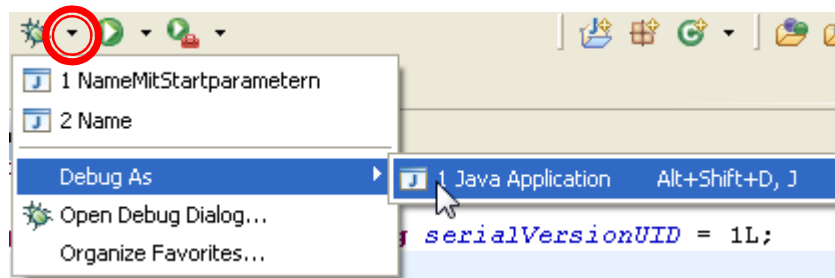 1 NameMitStartparametern
2 Name
Debug As
1 Java Application Alt+Shift+D, J
Open Debug Dialog...
serialVersionUID = 1L;
Organize Favorites...